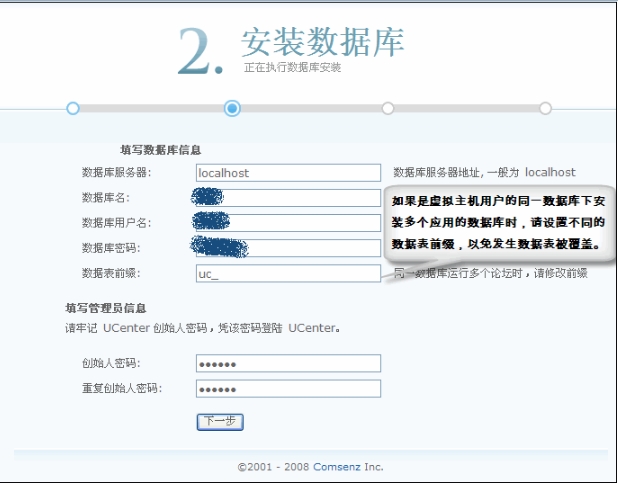 2. 安装数据库
正在执行数据库安装
填写数据库信息
数据库服务器: localhost 数据库服务器地址, 一般为 localhost
数据库名:
数据库用户名:
数据库密码:
如果是虚拟主机用户的同一数据库下安
装多个应用的数据库时，请设置不同的
数据表前缀，以免发生数据表被覆盖。
数据表前缀: uc_ 同一数据库运行多个论坛时, 请修改前缀
填写管理员信息
请牢记 UCenter 创始人密码, 凭该密码登陆 UCenter。
创始人密码: ●●●●●●
重复创始人密码: ●●●●●●
下一步
©2001 - 2008 Comsenz Inc.